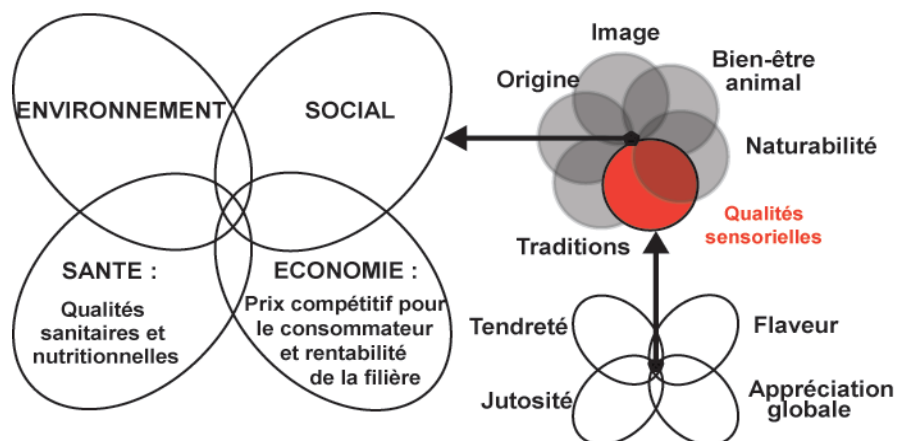 ENVIRONNEMENT
SOCIAL
SANTE :
Qualités
sanitaires et
nutritionnelles
ECONOMIE :
Prix compétitif pour
le consommateur
et rentabilité
de la filière
Image
Origine
Bien-être
animal
Naturabilité
Qualités
sensorielles
Traditions
Tendreté
Flaveur
Jutosité
Appréciation
globale